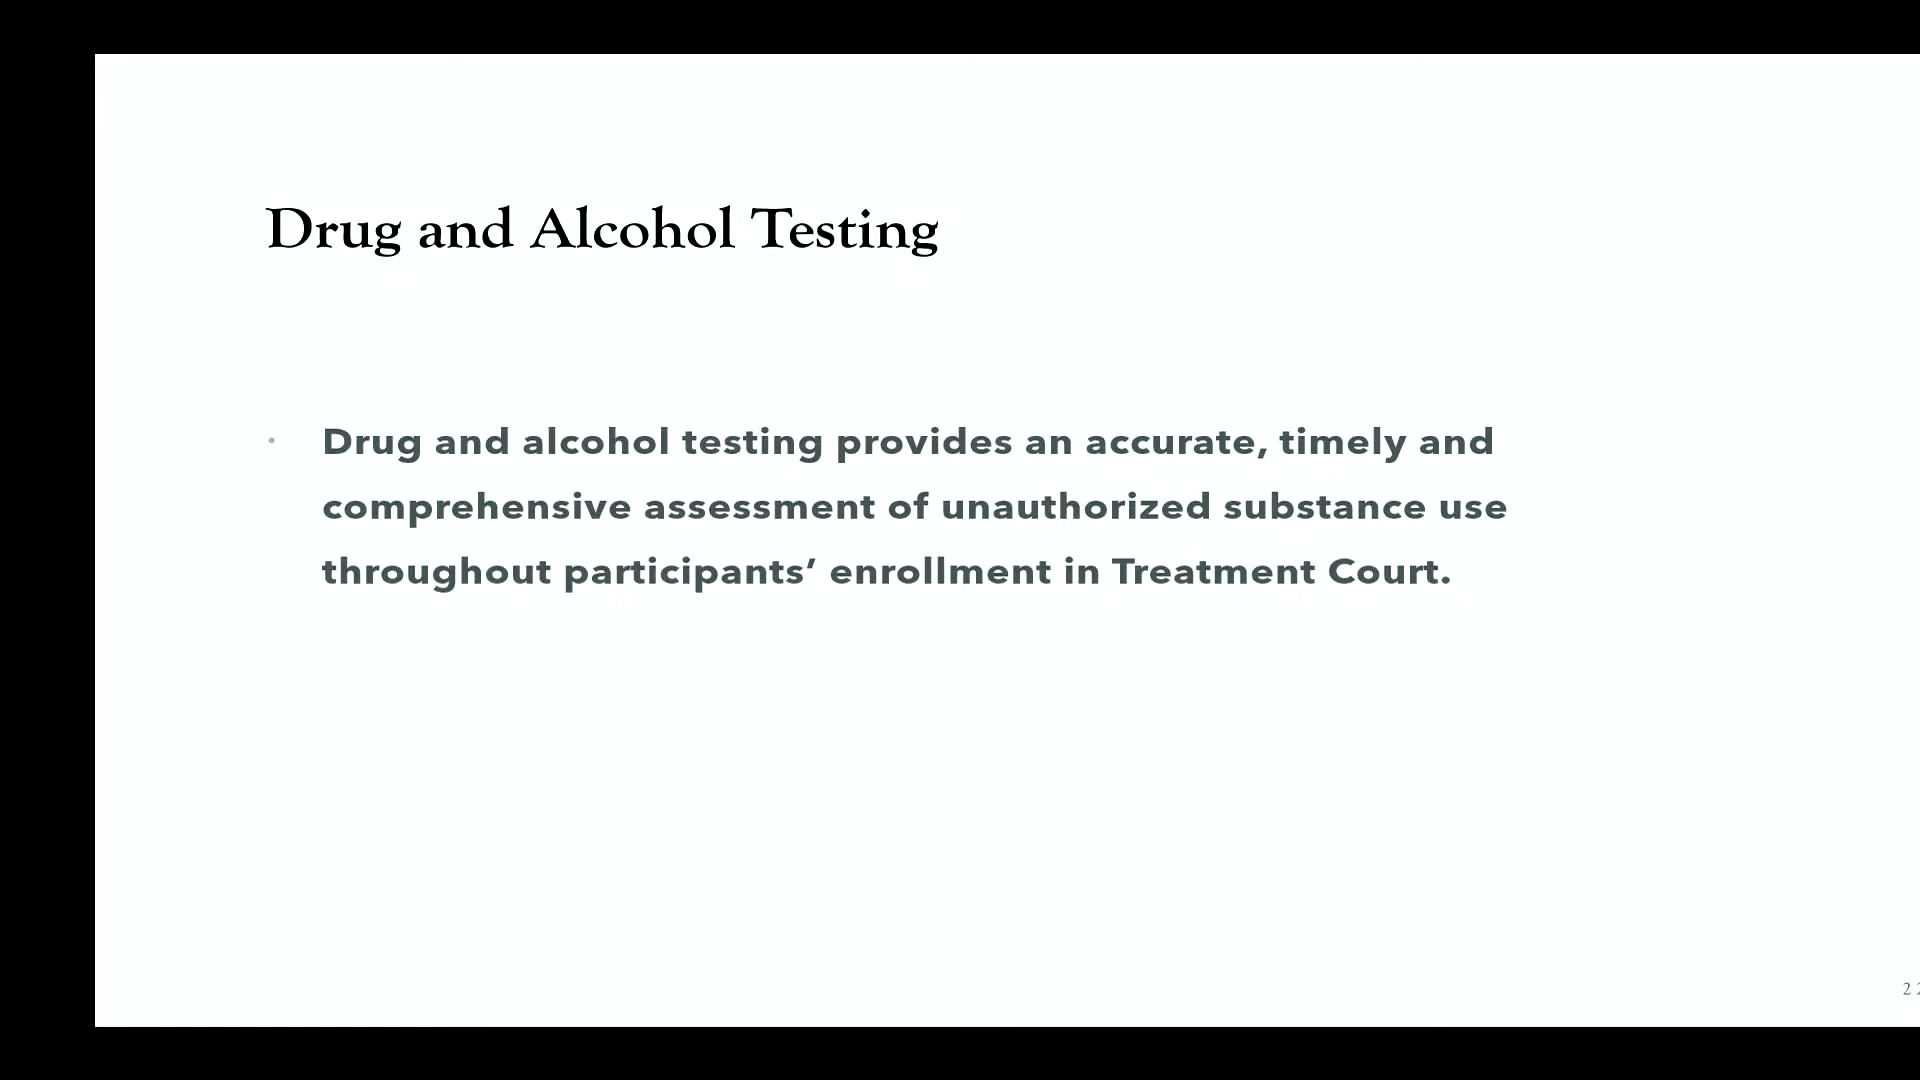 Drug and Alcohol Testing
• Drug and alcohol testing provides an accurate, timely and
comprehensive assessment of unauthorized substance use
throughout participants’ enrollment in Treatment Court.